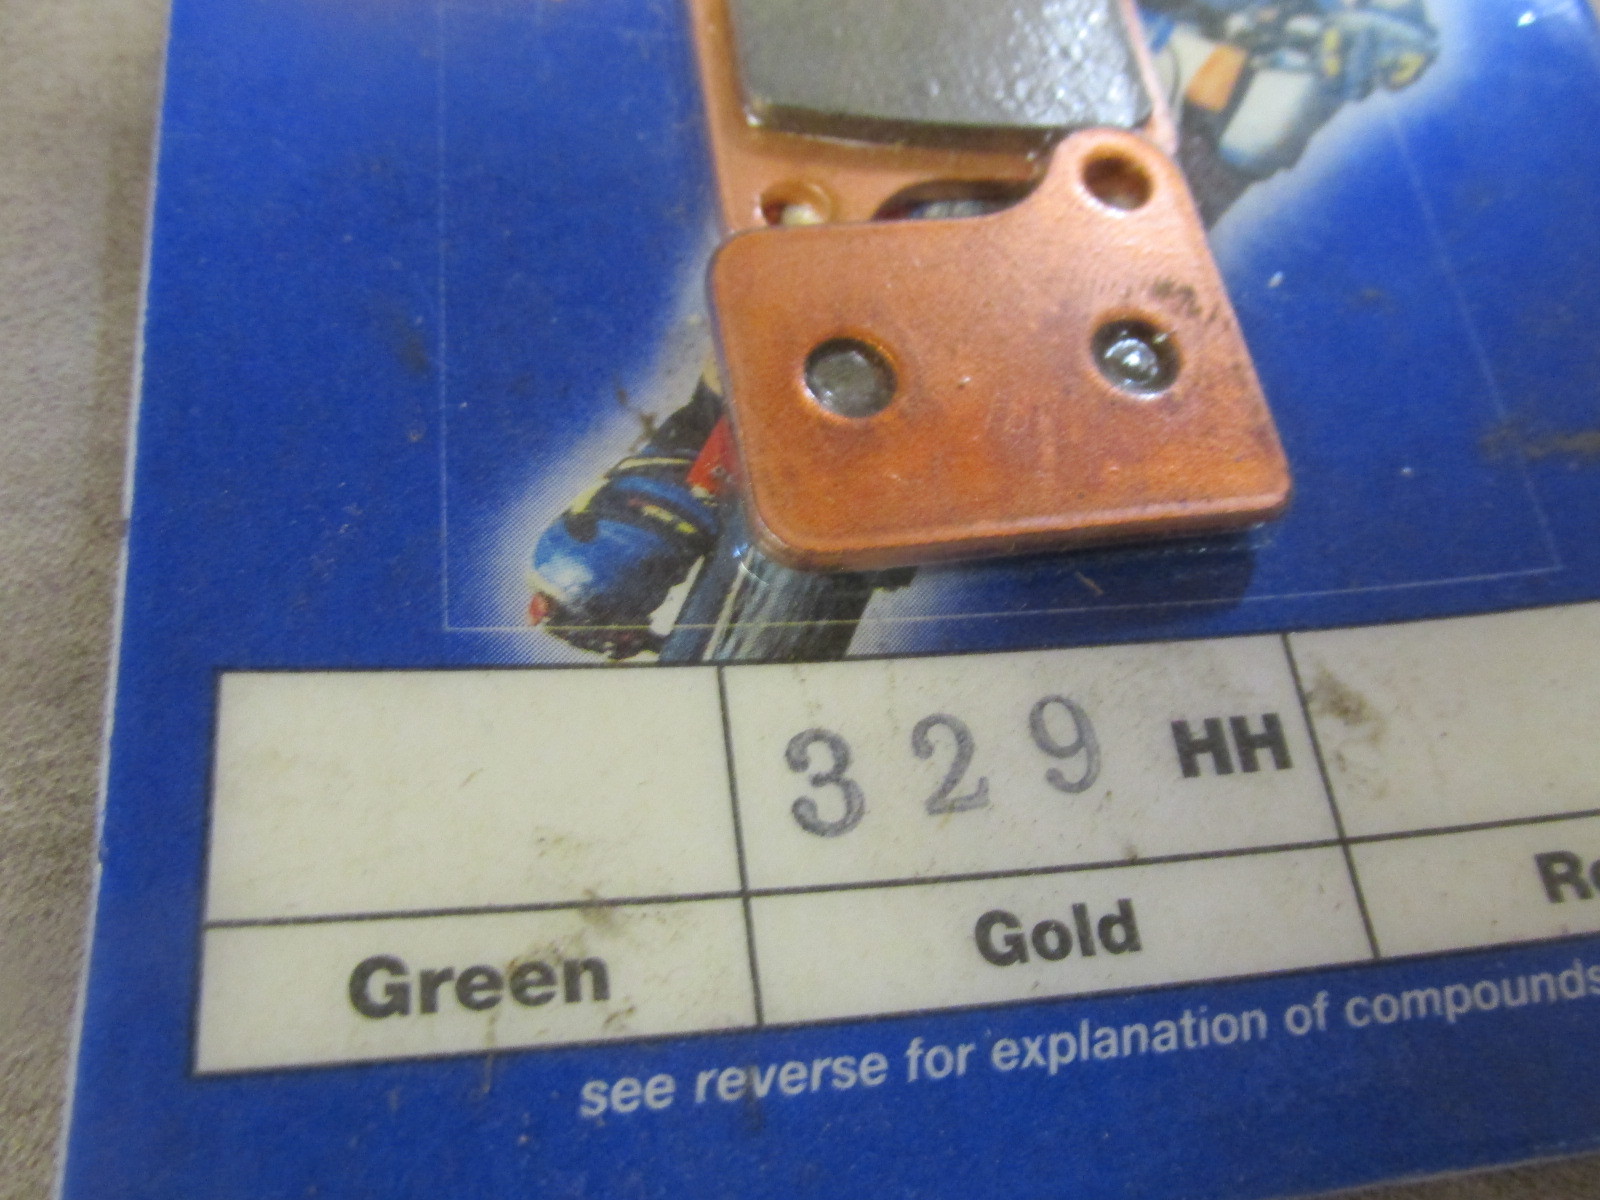 329 HH
Green Gold
see reverse for explanation of compounds